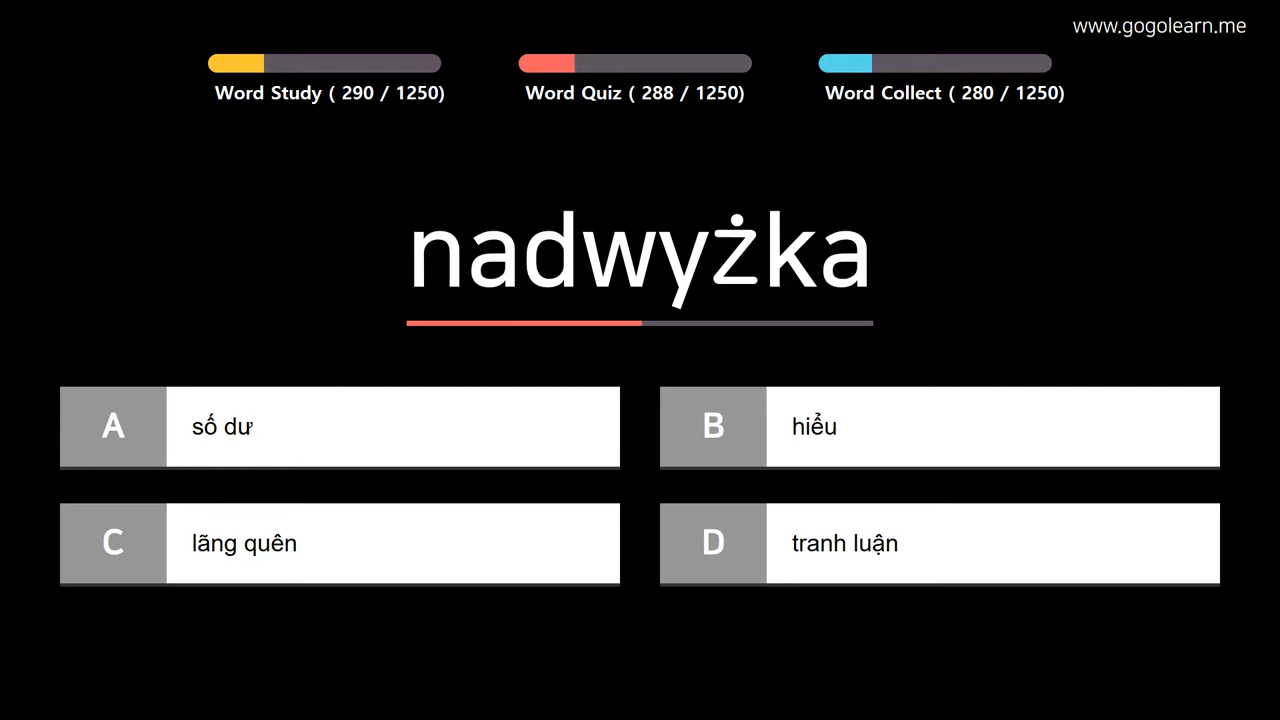 www.gogolearn.me
Word Study ( 290 / 1250)
Word Quiz ( 288 / 1250)
Word Collect ( 280 / 1250)
nadwyżka
A số dư
B hiểu
C lãng quên
D tranh luận